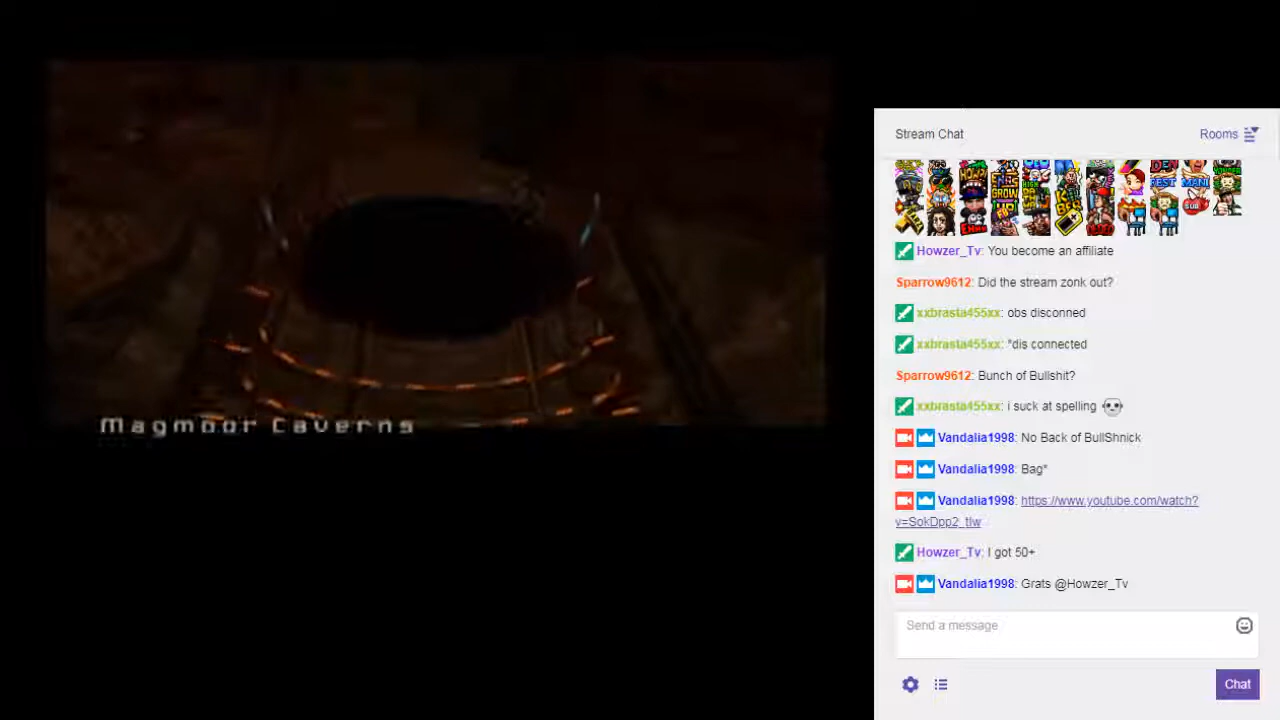 Stream Chat
Rooms
Howzer_Tv: You become an affiliate
Sparrow9612: Did the stream zonk out?
xxbrasta455xx: obs disconned
xxbrasta455xx: *dis connected
Sparrow9612: Bunch of Bullshit?
xxbrasta455xx: i suck at spelling
Vandalia1998: No Back of BullShnick
Vandalia1998: Bag*
Vandalia1998: https://www.youtube.com/watch?
v=SokDpp2_tIw
Howzer_Tv: I got 50+
Vandalia1998: Grats @Howzer_Tv
Send a message
Chat
Magmoor Caverns